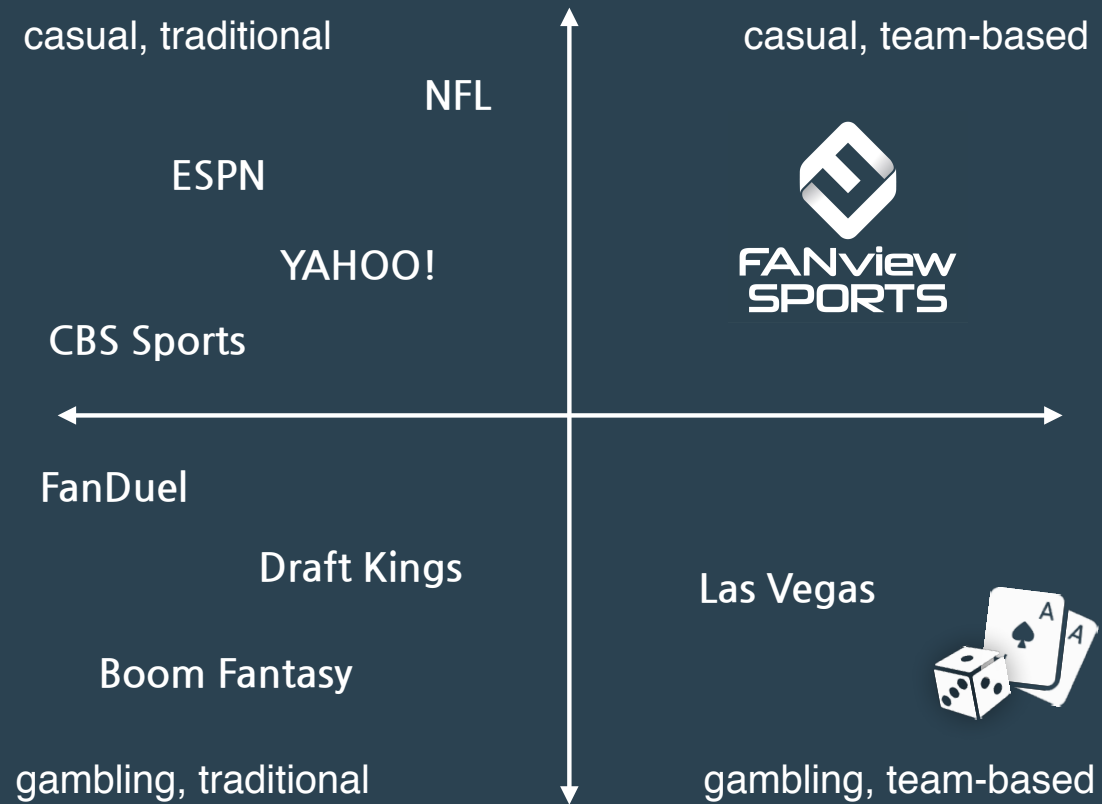 casual, traditional
casual, team-based
NFL
ESPN
YAHOO!
CBS Sports
FANview
SPORTS
FanDuel
Draft Kings
Boom Fantasy
Las Vegas
A
A
gambling, traditional
gambling, team-based